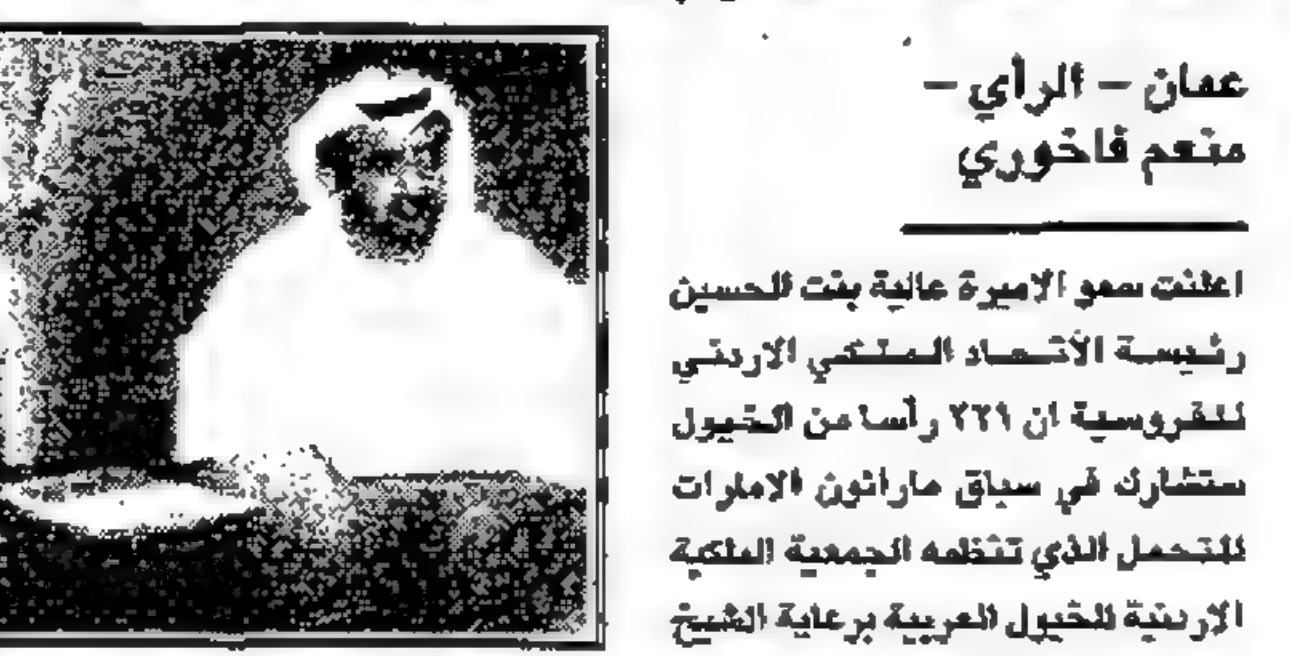 عمان - الرأي -
منعم فاخوري
اعلنت سمو الاميرة عالية بنت الحسين
رئيسة الاتحاد الملكي الاردني
للفروسية ان ٢٢٦ رأسا من الخيول
ستشارك في سباق ماراثون الامارات
للتحمل الذي تنظمه الجمعية الملكية
الاردنية للخيول العربية برعاية الشيخ